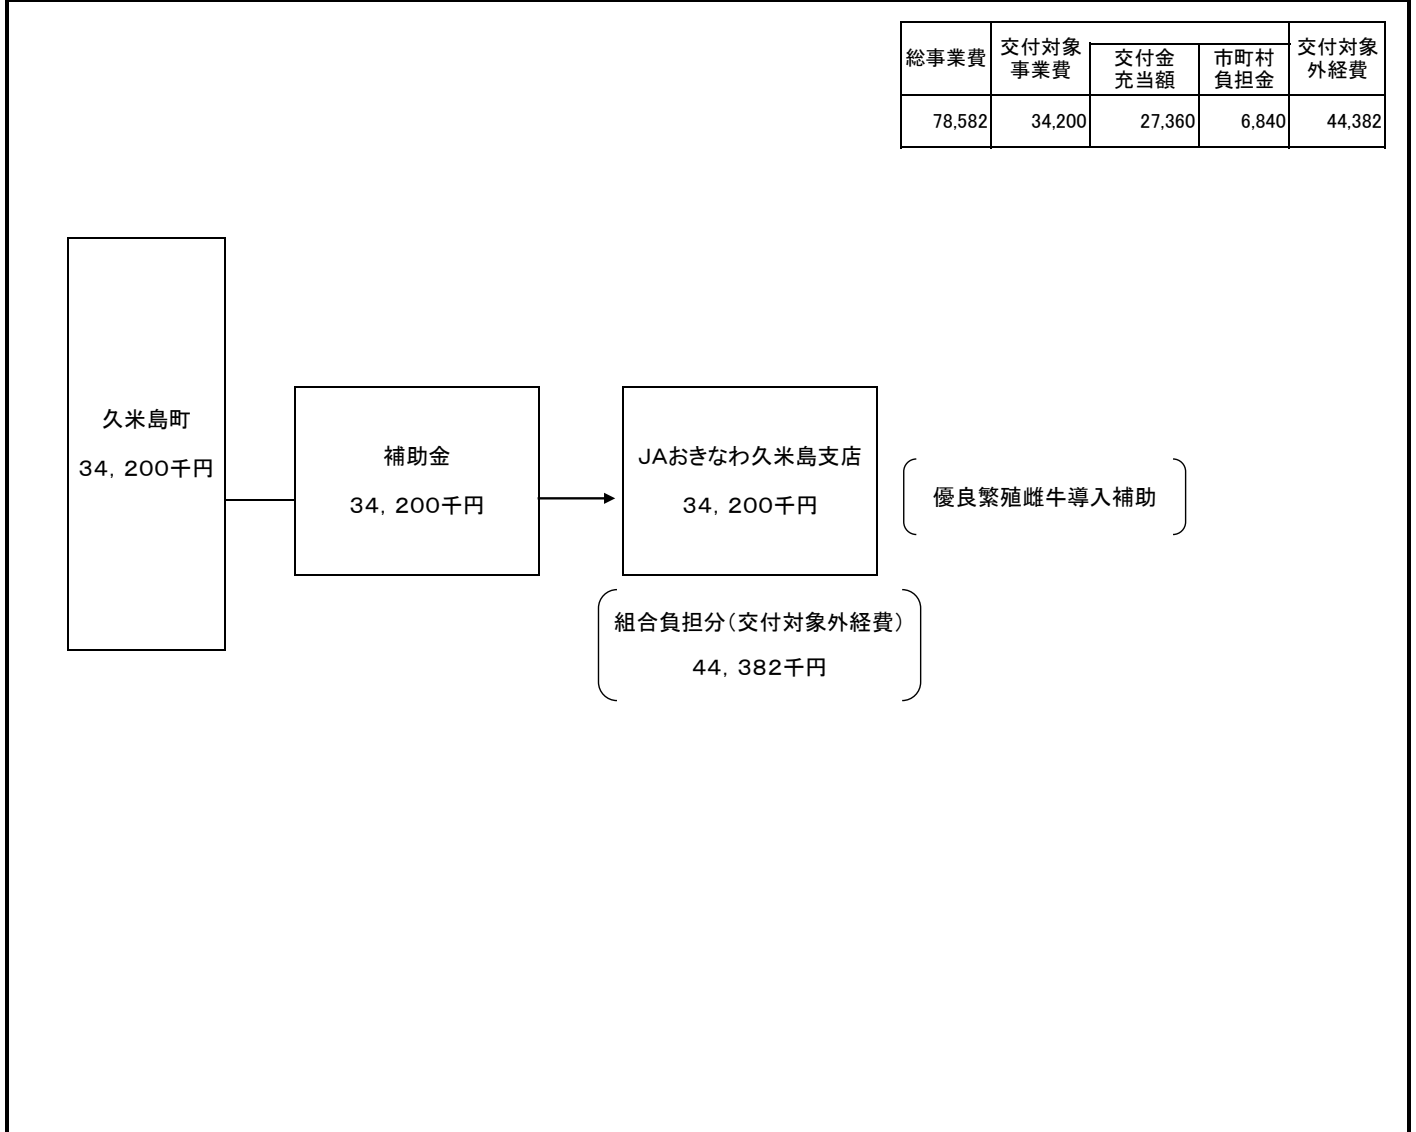 総事業費
交付対象
事業費
交付金
充当額
市町村
負担金
交付対象
外経費
78,582
34,200
27,360
6,840
44,382
久米島町
34，200千円
補助金
34，200千円
JAおきなわ久米島支店
34，200千円
優良繁殖雌牛導入補助
組合負担分（交付対象外経費）
44，382千円